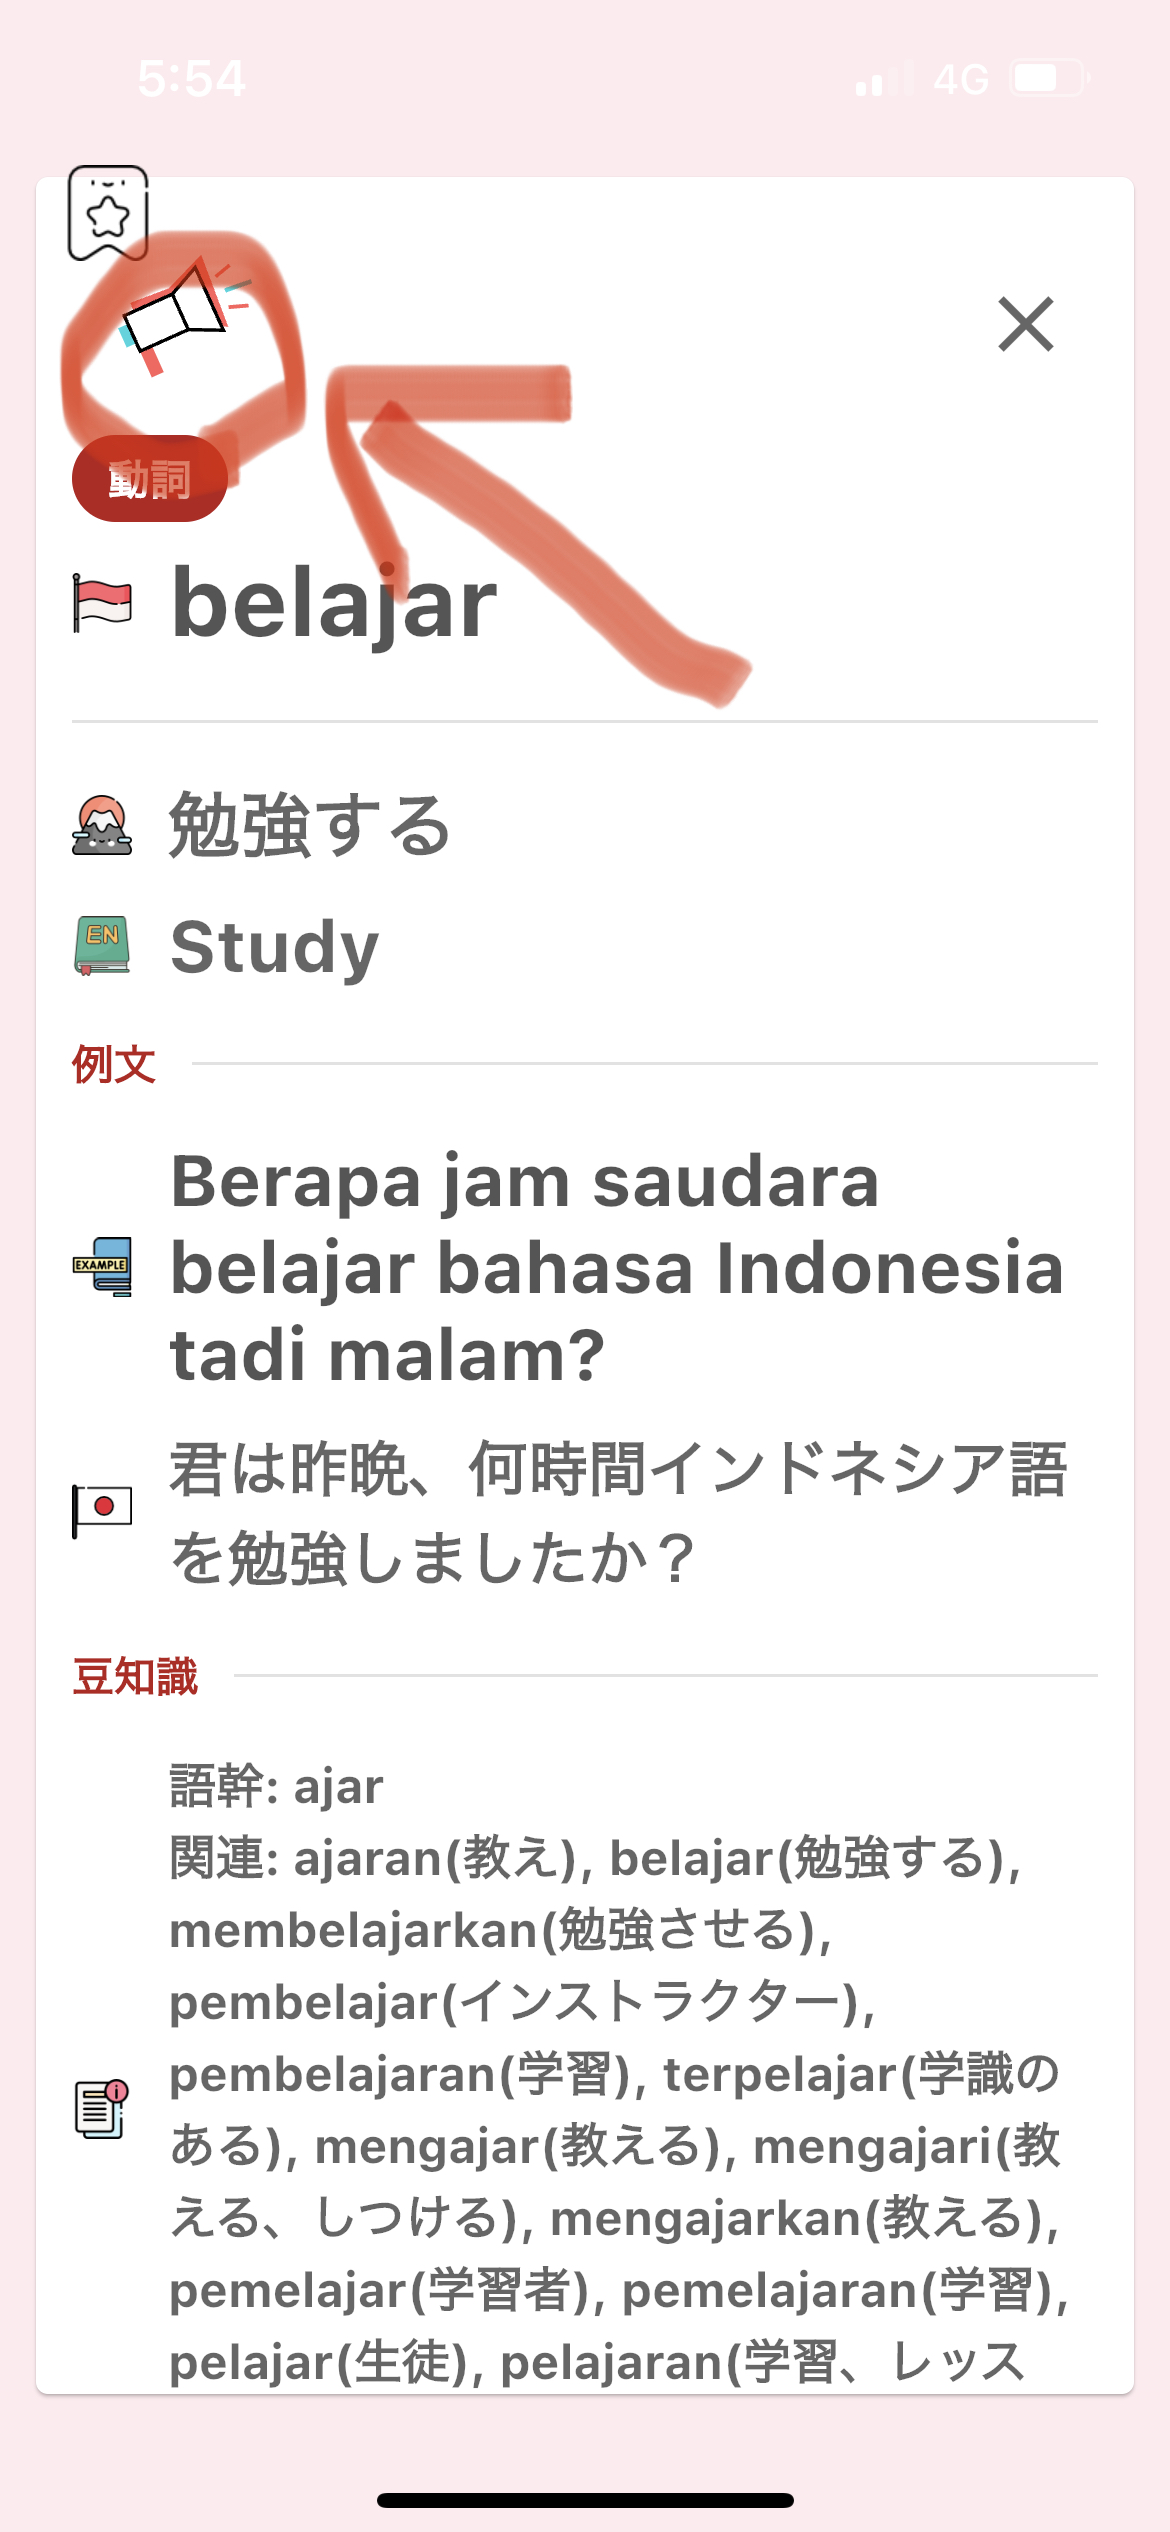 5:54
4G
動詞
belajar
勉強する
EN
Study
例文
Berapa jam saudara
belajar bahasa Indonesia
tadi malam?
EXAMPLE
君は昨晩、何時間インドネシア語
を勉強しましたか？
豆知識
語幹: ajar
関連: ajaran(教え), belajar(勉強する),
membelajarkan(勉強させる),
pembelajar(インストラクター),
pembelajaran(学習), terpelajar(学識の
ある), mengajar(教える), mengajari(教
える、しつける), mengajarkan(教える),
pemelajar(学習者), pemelajaran(学習),
pelajar(生徒), pelajaran(学習、レッス